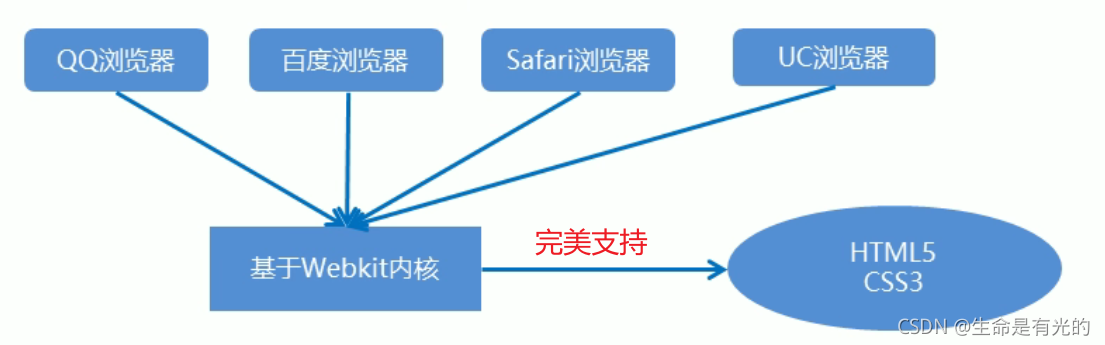 QQ浏览器
百度浏览器
Safari浏览器
UC浏览器
完美支持
基于Webkit内核
HTML5
CSS3
CSDN @生命是有光的